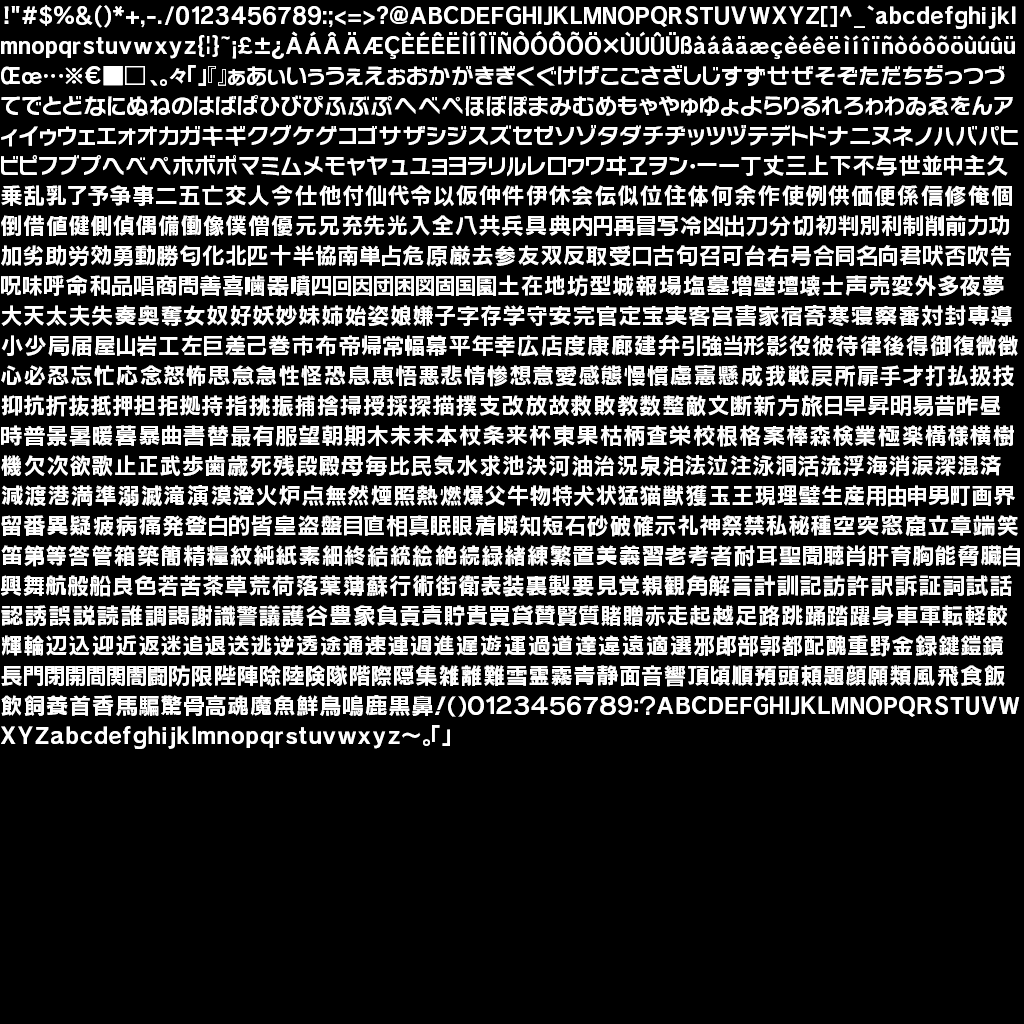 !"#$%&()*+,-./0123456789:;<=>?@ABCDEFGHIJKLMNOPQRSTUVWXYZ[]^_`abcdefghijkl
mnopqrstuvwxyz{¦}~¡£±¿ÀÁÂÄÆÇÈÉÊËÌÍÎÏÑÒÓÔÕÖ×ÙÚÛÜßàáâäæçèéêëìíîïñòóôõöùúûü
Œœ…※€■□、。々「」『』ぁあぃいぅうぇえぉおかがきぎくぐけげこごさざしじすずせぜそぞただちぢっつづ
てでとどなにぬねのはばぱひびぴふぶぷへべぺほぼぽまみむめもゃやゅゆょよらりるれろゎわゐゑをんア
ィイゥウェエォオカガキギクグケゲコゴサザシジスズセゼソゾタダチヂッツヅテデトドナニヌネノハバパヒ
ビピフブプヘベペホボポマミムメモャヤュユョヨラリルレロヮワヰヱヲン・ー一丁丈三上下不与世並中主久
乗乱乳了予争事二五亡交人今仕他付仙代令以仮仲件伊休会伝似位住体何余作使例供価便係信修俺個
倒借値健側偵偶備働像僕僧優元兄充先光入全八共兵具典内円再冒写冷凶出刀分切初判別利制削前力功
加劣助労効勇動勝匂化北匹十半協南単占危原厳去参友双反取受口古句召可台右号合同名向君吠否吹告
呪味呼命和品唱商周善喜噛器噴四回因団困図固国園土在地坊型城報場塩墓増壁壇壊士声売変外多夜夢
大天太夫失奏奥奪女奴好妖妙妹姉始姿娘嫌子字存学守安完官定宝実客宮害家宿寄寒寝察審対封専導
小少局届屋山岩工左巨差己巻市布帝帰常幅幕平年幸広店度康廊建弁引強当形影役彼待律後得御復微徴
心必忍忘忙応念怒怖思怠急性怪恐息恵悟悪悲情惨想意愛感態慢慣慮憲懸成我戦戻所扉手才打払扱技
抑抗折抜抵押担拒拠持指挑振捕捨掃授採探描撲支改放故救敗教数整敵文断新方旅日早昇明易昔昨昼
時普景暑暖暮暴曲書替最有服望朝期木未末本杖条来杯東果枯柄査栄校根格案棒森検業極楽構様横樹
機欠次欲歌止正武歩歯歳死残段殿母毎比民気水求池決河油治況泉泊法泣注泳洞活流浮海消涙深混済
減渡港満準溺滅滝演漠澄火炉点無然煙照熱燃爆父牛物特犬状猛猫獣獲玉王現理璧生産用由申男町画界
留番異疑疲病痛発登白的皆皇盗盤目直相真眠眼着瞬知短石砂破確示礼神祭禁私秘種空突窓窟立章端笑
笛第等答管箱築簡精糧紋純紙素細終結統絵絶続緑緒練繁置美義習老考者耐耳聖聞聴肖肝育胸能脅臓臼
興舞航般船良色若苦茶草荒荷落葉薄蘇行術街衛表装裏製要見覚親観角解言計訓記訪許訳訴証詞試話
認誘誤説読誰調謁謝識警議護谷豊象負貢責貯貴買貸賛賢質賭贈赤走起越足路跳踊踏躍身車軍転軽較
輝輪辺込迎近返迷追退送逃逆透途通速連週進遅遊運過道達違遠適選邪郎部郭都配醜重野金録鍵鎧鏡
長門閉開間関闇闘防限陛陣除陸険隊階際隠集雑離難雪霊霧青静面音響頂頃順預頭頼題顔願類風飛食飯
飲飼養首香馬騙驚骨高魂魔魚鮮鳥鳴鹿黒鼻!()0123456789:?ABCDEFGHIJKLMNOPQRSTUVW
XYZabcdefghijklmnopqrstuvwxyz〜。「」